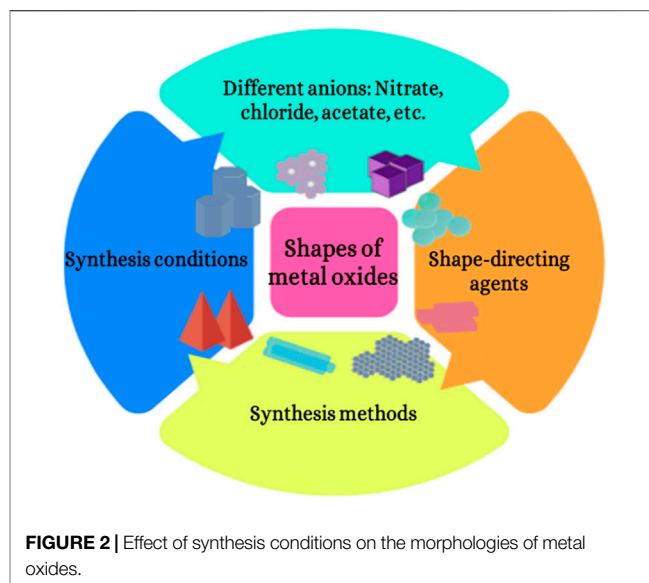 Different anions: Nitrate,
chloride, acetate, etc.
Synthesis conditions
Shapes of
metal oxides
Shape-directing
agents
Synthesis methods
FIGURE 2 | Effect of synthesis conditions on the morphologies of metal
oxides.